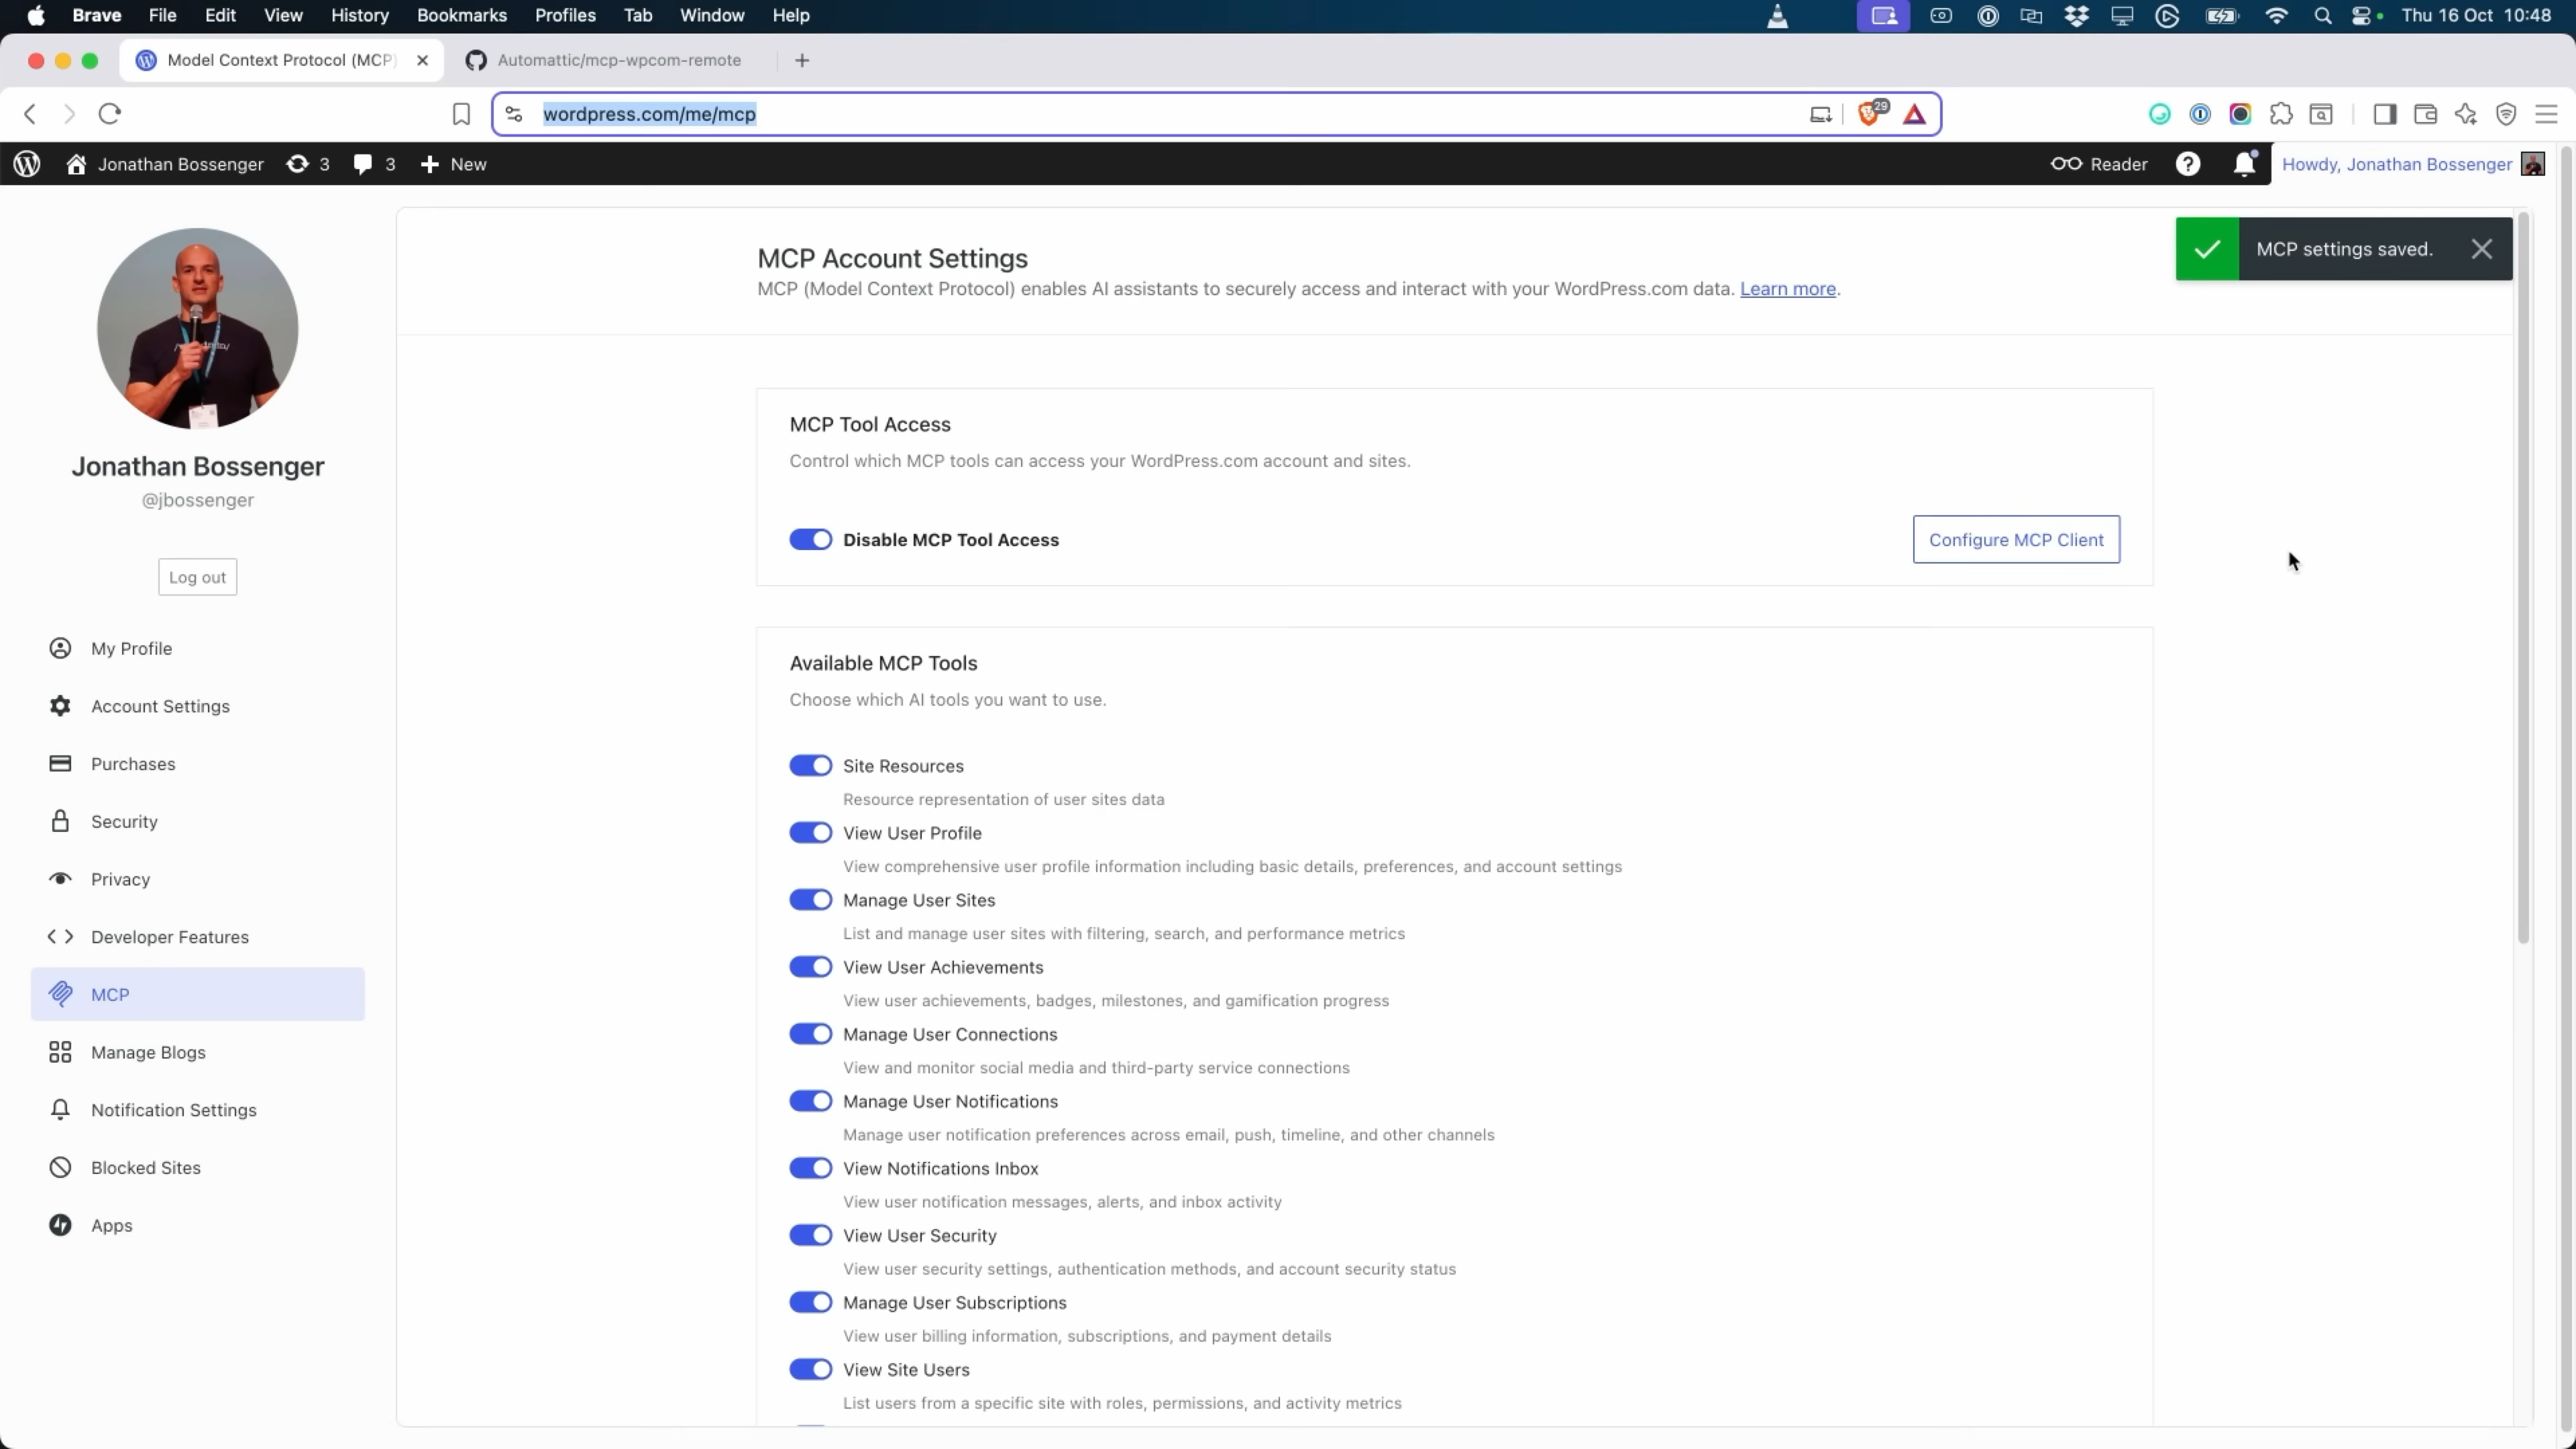 Brave File Edit View History Bookmarks Profiles Tab Window Help Thu 16 Oct 10:48
Model Context Protocol (MCP) Automattic/mcp-wpcom-remote
wordpress.com/me/mcp 29
Jonathan Bossenger 3 3 New Reader Howdy, Jonathan Bossenger
MCP settings saved.
MCP Account Settings
MCP (Model Context Protocol) enables AI assistants to securely access and interact with your WordPress.com data. Learn more.
Jonathan Bossenger
@jbossenger
Log out
My Profile
Account Settings
Purchases
Security
Privacy
Developer Features
MCP
Manage Blogs
Notification Settings
Blocked Sites
Apps
MCP Tool Access
Control which MCP tools can access your WordPress.com account and sites.
Disable MCP Tool Access
Configure MCP Client
Available MCP Tools
Choose which AI tools you want to use.
Site Resources
Resource representation of user sites data
View User Profile
View comprehensive user profile information including basic details, preferences, and account settings
Manage User Sites
List and manage user sites with filtering, search, and performance metrics
View User Achievements
View user achievements, badges, milestones, and gamification progress
Manage User Connections
View and monitor social media and third-party service connections
Manage User Notifications
Manage user notification preferences across email, push, timeline, and other channels
View Notifications Inbox
View user notification messages, alerts, and inbox activity
View User Security
View user security settings, authentication methods, and account security status
Manage User Subscriptions
View user billing information, subscriptions, and payment details
View Site Users
List users from a specific site with roles, permissions, and activity metrics